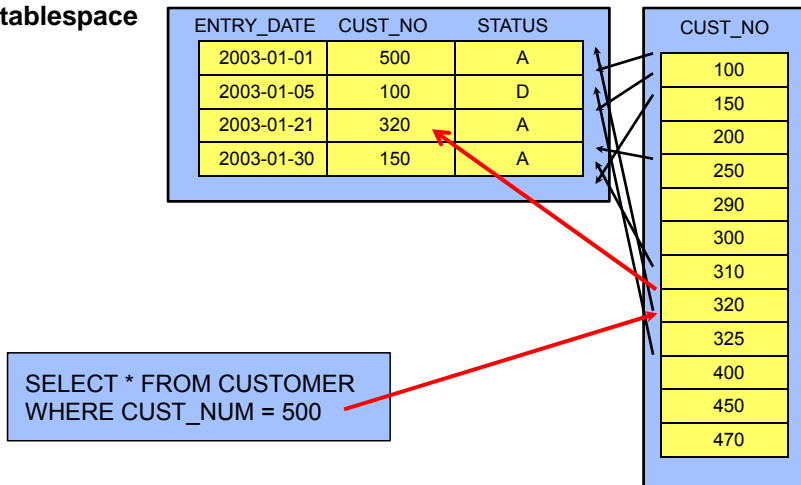 tablespace
ENTRY_DATE CUST_NO STATUS
2003-01-01 500 A
2003-01-05 100 D
2003-01-21 320 A
2003-01-30 150 A
CUST_NO
100
150
200
250
290
300
310
320
325
400
450
470
SELECT * FROM CUSTOMER
WHERE CUST_NUM = 500